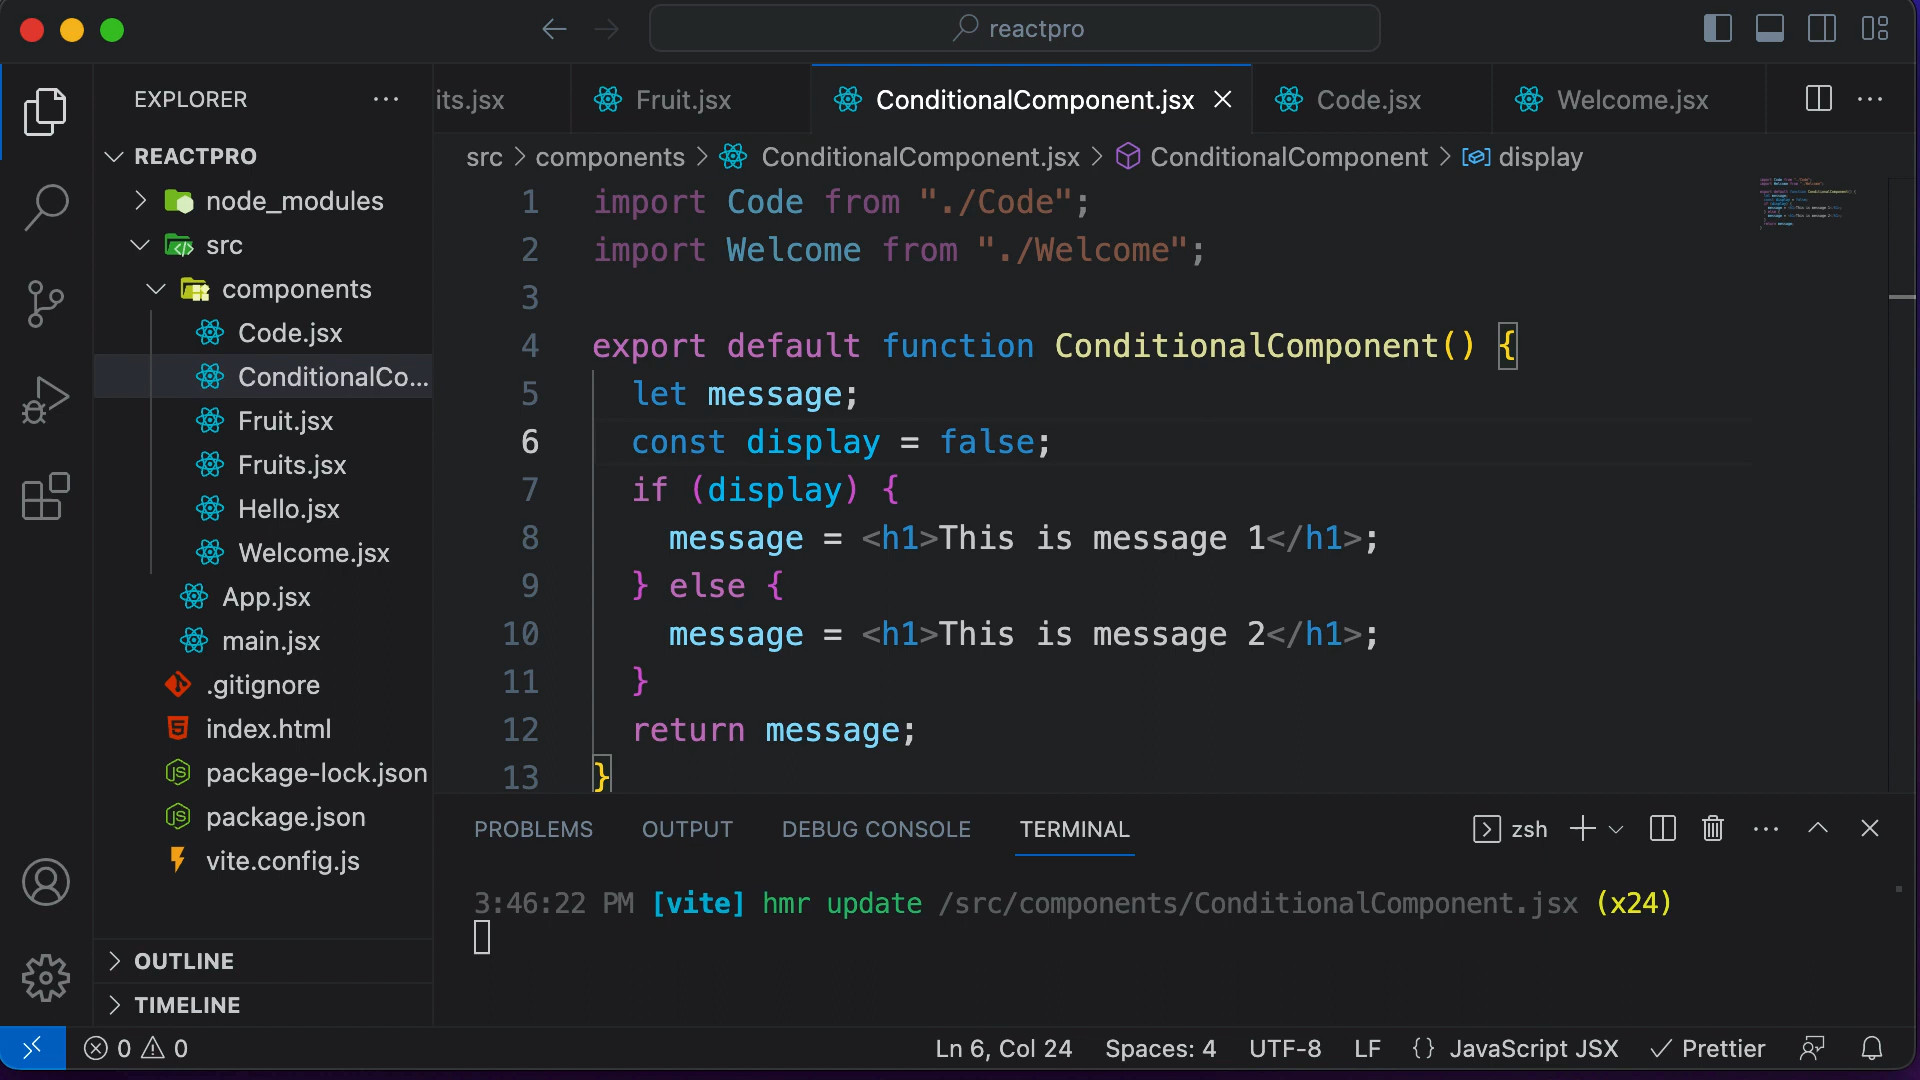 reactpro
EXPLORER
its.jsx
Fruit.jsx
ConditionalComponent.jsx
Code.jsx
Welcome.jsx
REACTPRO
node_modules
src
components
Code.jsx
ConditionalCo...
Fruit.jsx
Fruits.jsx
Hello.jsx
Welcome.jsx
App.jsx
main.jsx
.gitignore
index.html
package-lock.json
package.json
vite.config.js
OUTLINE
TIMELINE
src > components > ConditionalComponent.jsx > ConditionalComponent > display
1 import Code from "./Code";
2 import Welcome from "./Welcome";
3
4 export default function ConditionalComponent() {
5 let message;
6 const display = false;
7 if (display) {
8 message = <h1>This is message 1</h1>;
9 } else {
10 message = <h1>This is message 2</h1>;
11 }
12 return message;
13 }
PROBLEMS OUTPUT DEBUG CONSOLE TERMINAL
zsh
3:46:22 PM [vite] hmr update /src/components/ConditionalComponent.jsx (x24)
0 0
Ln 6, Col 24 Spaces: 4 UTF-8 LF {} JavaScript JSX Prettier